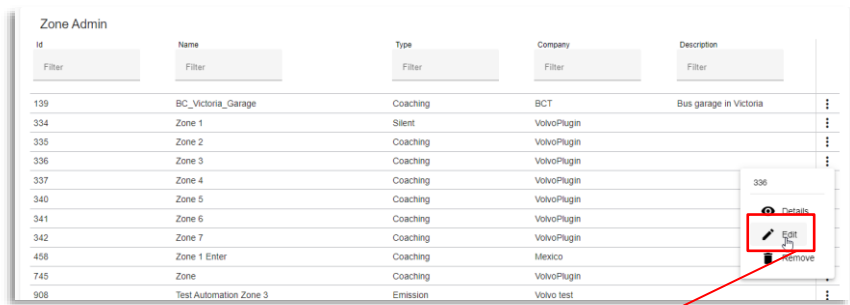 Zone Admin
Id Name Type Company Description
Filter Filter Filter Filter Filter
139 BC_Victoria_Garage Coaching BCT Bus garage in Victoria
334 Zone 1 Silent VolvoPlugin
335 Zone 2 Coaching VolvoPlugin
336 Zone 3 Coaching VolvoPlugin
337 Zone 4 Coaching VolvoPlugin
336
340 Zone 5 Coaching VolvoPlugin
341 Zone 6 Coaching VolvoPlugin
Details
342 Zone 7 Coaching VolvoPlugin
Edit
458 Zone 1 Enter Coaching Mexico
Remove
745 Zone Coaching VolvoPlugin
908 Test Automation Zone 3 Emission Volvo test